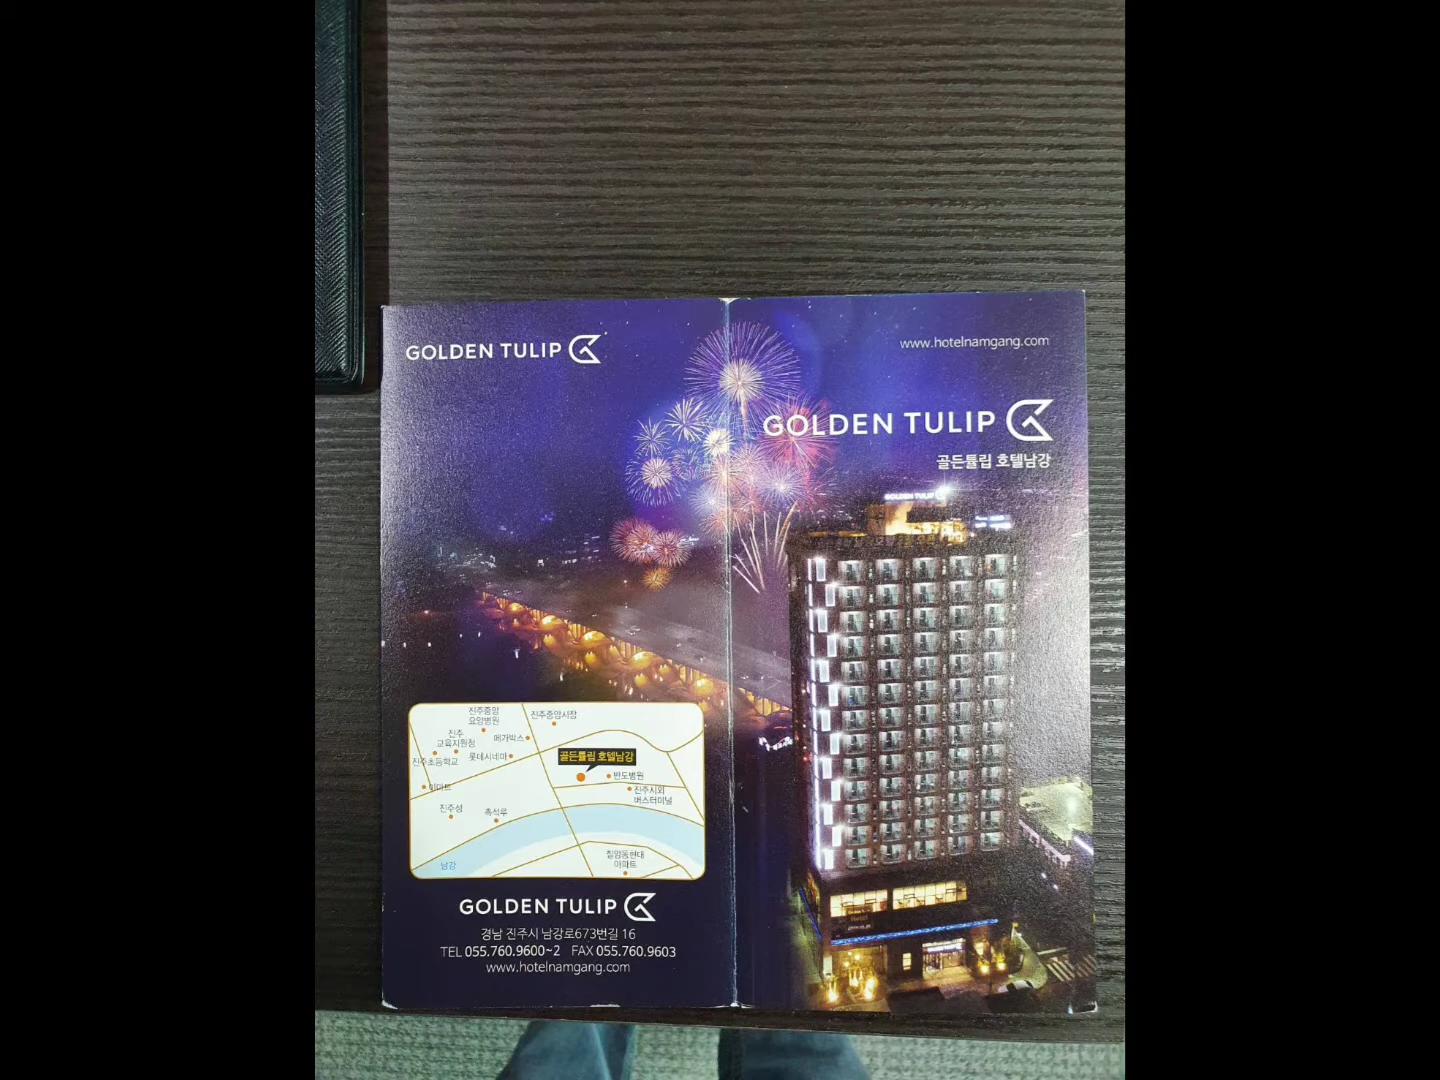 GOLDEN TULIP
www.hotelnamgang.com
GOLDEN TULIP
골든튤립 호텔남강
GOLDEN TULIP
진주중앙
요양병원
진주중앙시장
진주
교육지원청
메가박스
롯데시네마
진주초등학교
골든튤립 호텔남강
반도병원
이마트
진주시외
버스터미널
진주성
촉석루
칠암동현대
아파트
남강
GOLDEN TULIP
경남 진주시 남강로673번길 16
TEL 055.760.9600~2 FAX 055.760.9603
www.hotelnamgang.com